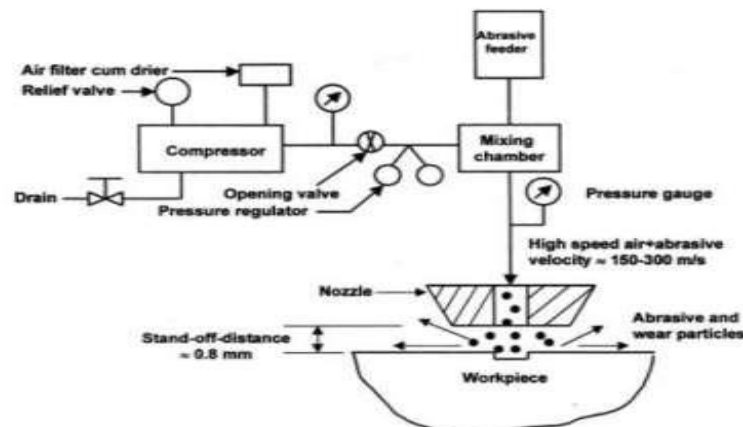 Abrasive
feeder
Air filter cum drier
Relief valve
Compressor
Mixing
chamber
Opening valve
Drain
Pressure regulator
Pressure gauge
High speed air+abrasive
velocity ≈ 150-300 m/s
Nozzle
Stand-off-distance
≈ 0.8 mm
Abrasive and
wear particles
Workpiece